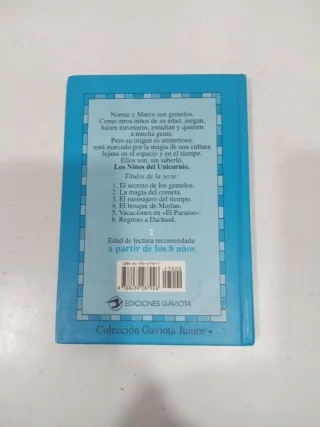 Norma y Marco son gemelos.
Como otros niños de su edad, juegan,
hacen travesuras, estudian y quieren
a mucha gente.
Pero su origen es misterioso:
está marcado por la magia de una cultura
lejana en el espacio y en el tiempo.
Ellos son, sin saberlo,
Los Niños del Unicornio.
Títulos de la serie:
1. El secreto de los gemelos.
2. La magia del cometa.
3. El mensajero del tiempo.
4. El bosque de Morlan.
5. Vacaciones en «El Paraíso».
6. Regreso a Dachaud.
Edad de lectura recomendada
a partir de los 8 años
EDICIONES GAVIOTA
Colección Gaviota Junior